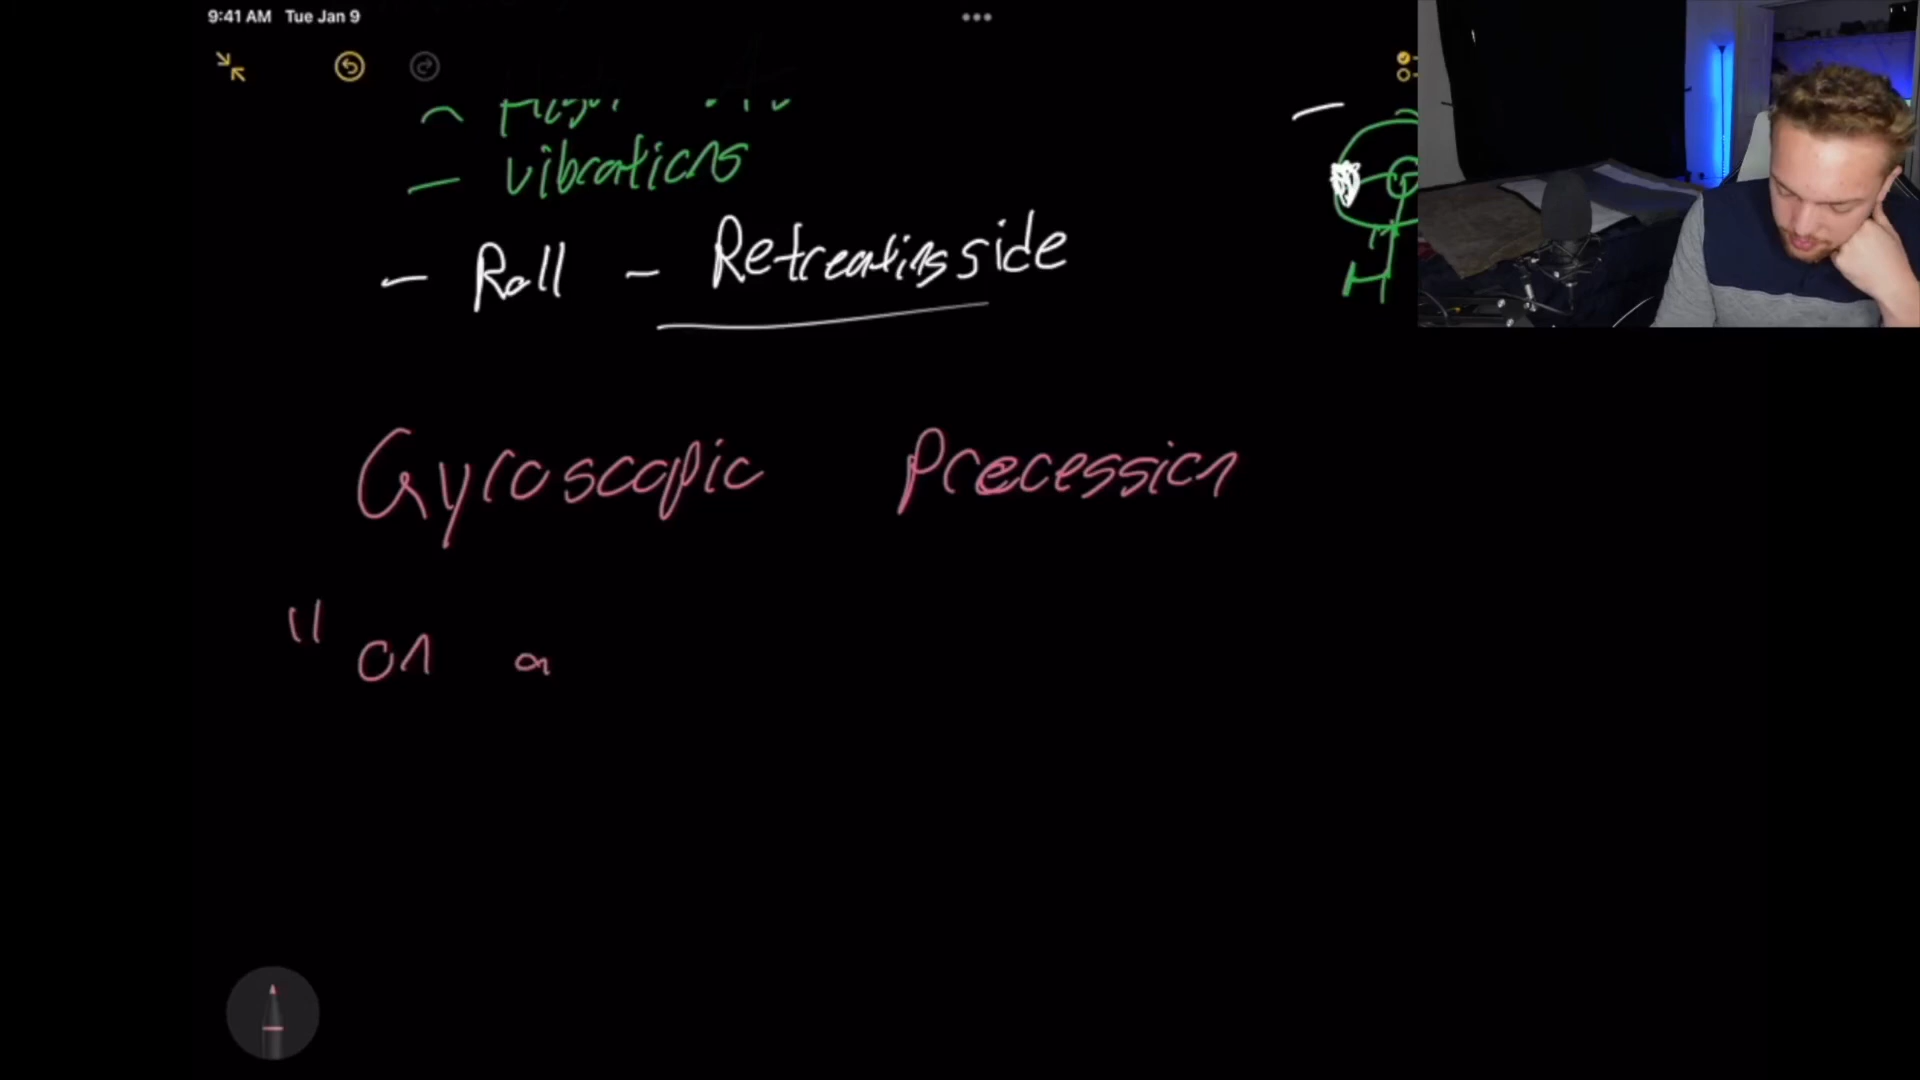 9:41 AM Tue Jan 9
- vibrations
- Roll - Retreating side
Gyroscopic Precession
" on a